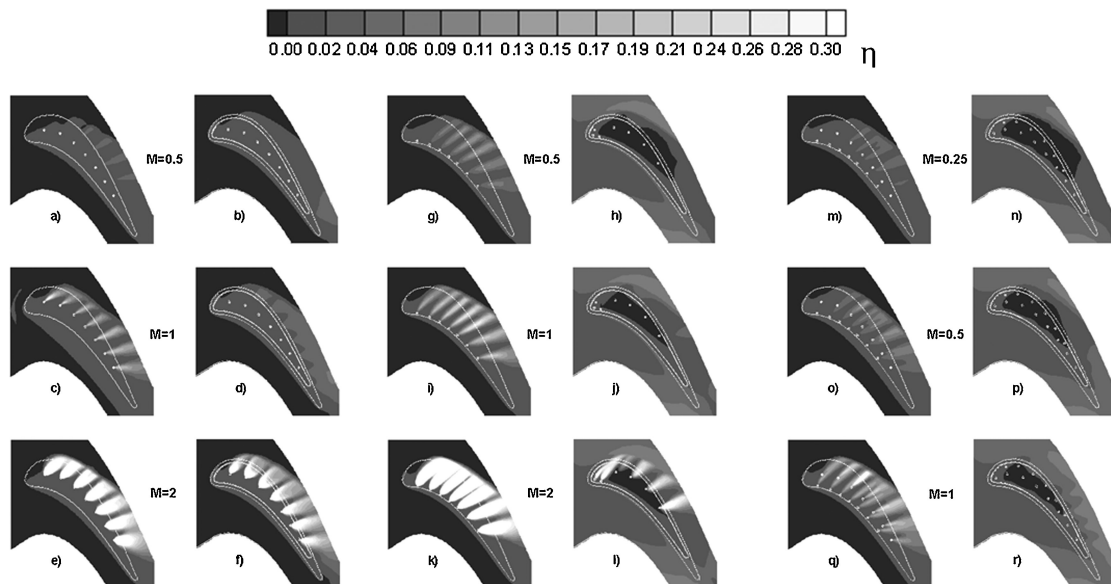 0.00 0.02 0.04 0.06 0.09 0.11 0.13 0.15 0.17 0.19 0.21 0.24 0.26 0.28 0.30 η
M=0.5 M=0.5 M=0.25
a) b) g) h) m) n)
M=1 M=1 M=0.5
c) d) i) j) o) p)
M=2 M=2 M=1
e) f) k) l) q) r)